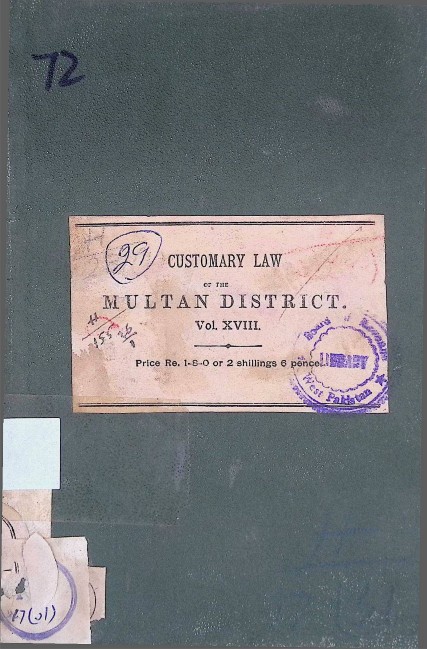 72
29
CUSTOMARY LAW
OF THE
MULTAN DISTRICT.
Vol. XVIII.
Price Re. 1-8-0 or 2 shillings 6 pence.
Board of Revenue
LIBRARY
West Pakistan